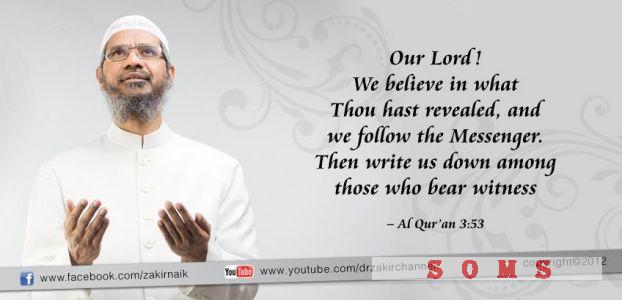 Our Lord!
We believe in what
Thou hast revealed, and
we follow the Messenger.
Then write us down among
those who bear witness
– Al Qur'an 3:53
f www.facebook.com/zakirnaik YouTube www.youtube.com/drzakirchannel copyright©2012
SOMS